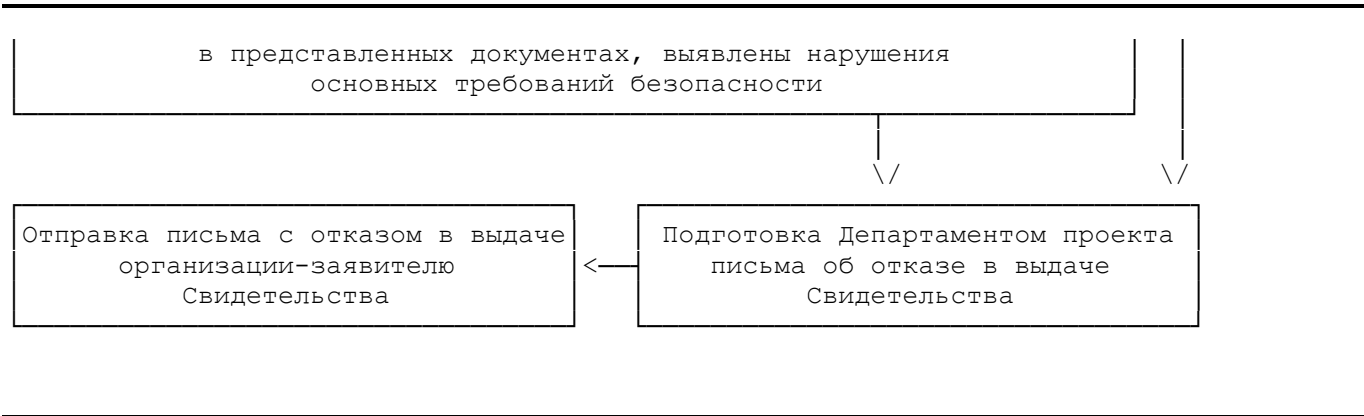 в представленных документах, выявлены нарушения
основных требований безопасности
Отправка письма с отказом в выдаче
организации-заявителю
Свидетельства
Подготовка Департаментом проекта
письма об отказе в выдаче
Свидетельства